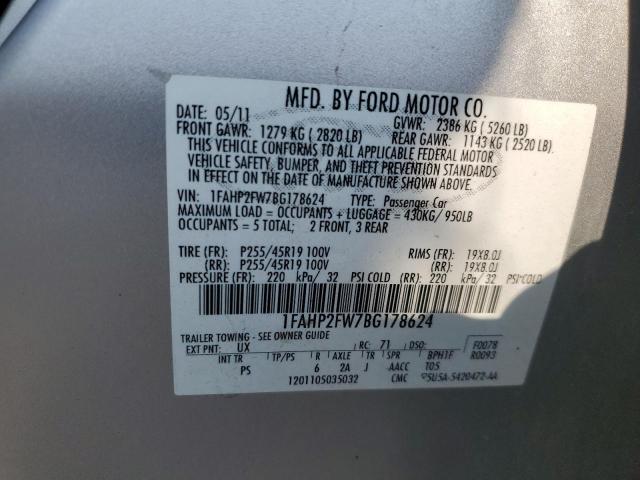 MFD. BY FORD MOTOR CO.
DATE: 05/11 GVWR: 2386 KG ( 5260 LB)
FRONT GAWR: 1279 KG ( 2820 LB) REAR GAWR: 1143 KG ( 2520 LB)
THIS VEHICLE CONFORMS TO ALL APPLICABLE FEDERAL MOTOR
VEHICLE SAFETY, BUMPER, AND THEFT PREVENTION STANDARDS
IN EFFECT ON THE DATE OF MANUFACTURE SHOWN ABOVE.
VIN: 1FAHP2FW7BG178624 TYPE: Passenger Car
MAXIMUM LOAD = OCCUPANTS + LUGGAGE = 430KG/ 950LB
OCCUPANTS = 5 TOTAL; 2 FRONT, 3 REAR
TIRE (FR): P255/45R19 100V RIMS (FR): 19X8.0J
(RR): P255/45R19 100V (RR): 19X8.0J
PRESSURE (FR): 220 kPa/ 32 PSI COLD (RR): 220 kPa/ 32 PSI COLD
1FAHP2FW7BG178624
TRAILER TOWING - SEE OWNER GUIDE F0078
EXT PNT: UX RC: 71 DSO: R0093
INT TR TP/PS R AXLE TR SPR BPH1F
PS 6 2A J AACC T05
1201105035032 CMC 5U5A-5420472-AA